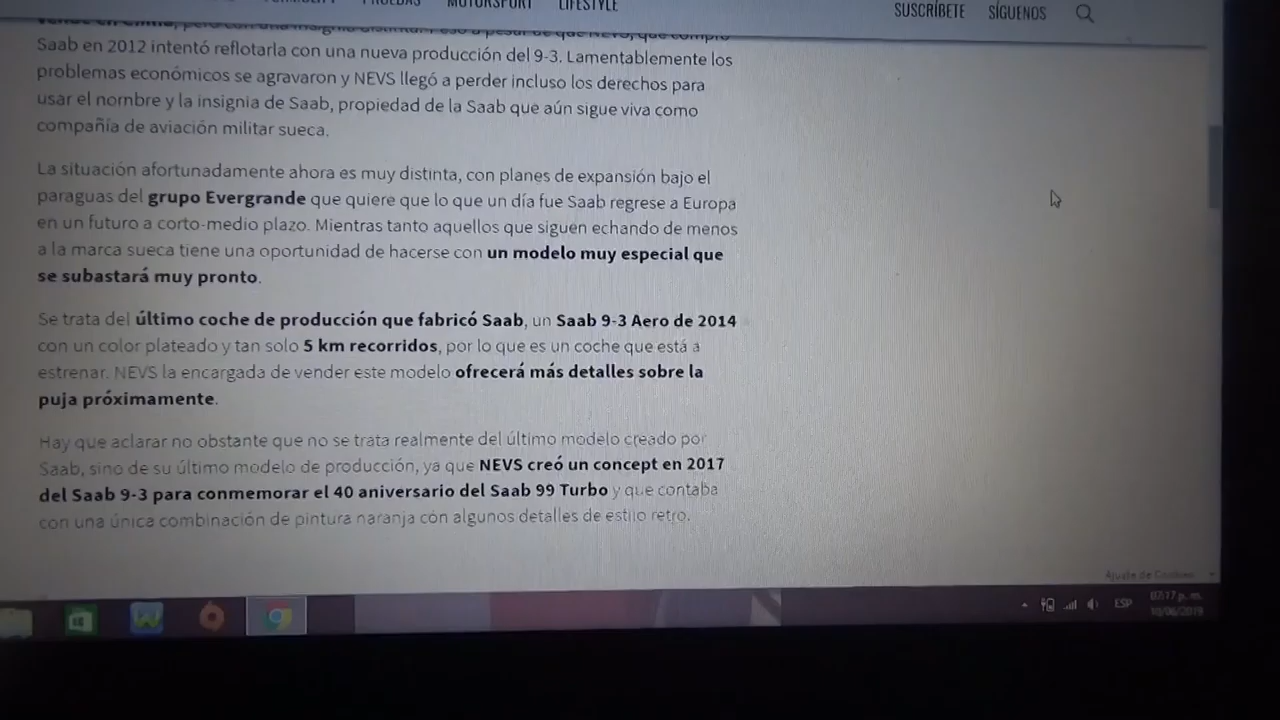 PRUEBAS MOTORSPORT LIFESTYLE SUSCRÍBETE SÍGUENOS
Saab en 2012 intentó reflotarla con una nueva producción del 9-3. Lamentablemente los
problemas económicos se agravaron y NEVS llegó a perder incluso los derechos para
usar el nombre y la insignia de Saab, propiedad de la Saab que aún sigue viva como
compañía de aviación militar sueca.
La situación afortunadamente ahora es muy distinta, con planes de expansión bajo el
paraguas del grupo Evergrande que quiere que lo que un día fue Saab regrese a Europa
en un futuro a corto-medio plazo. Mientras tanto aquellos que siguen echando de menos
a la marca sueca tiene una oportunidad de hacerse con un modelo muy especial que
se subastará muy pronto.
Se trata del último coche de producción que fabricó Saab, un Saab 9-3 Aero de 2014
con un color plateado y tan solo 5 km recorridos, por lo que es un coche que está a
estrenar. NEVS la encargada de vender este modelo ofrecerá más detalles sobre la
puja próximamente.
Hay que aclarar no obstante que no se trata realmente del último modelo creado por
Saab, sino de su último modelo de producción, ya que NEVS creó un concept en 2017
del Saab 9-3 para conmemorar el 40 aniversario del Saab 99 Turbo y que contaba
con una única combinación de pintura naranja con algunos detalles de estilo retro.
Ajuste de Cookies
ESP
07:17 p. m.
10/06/2019